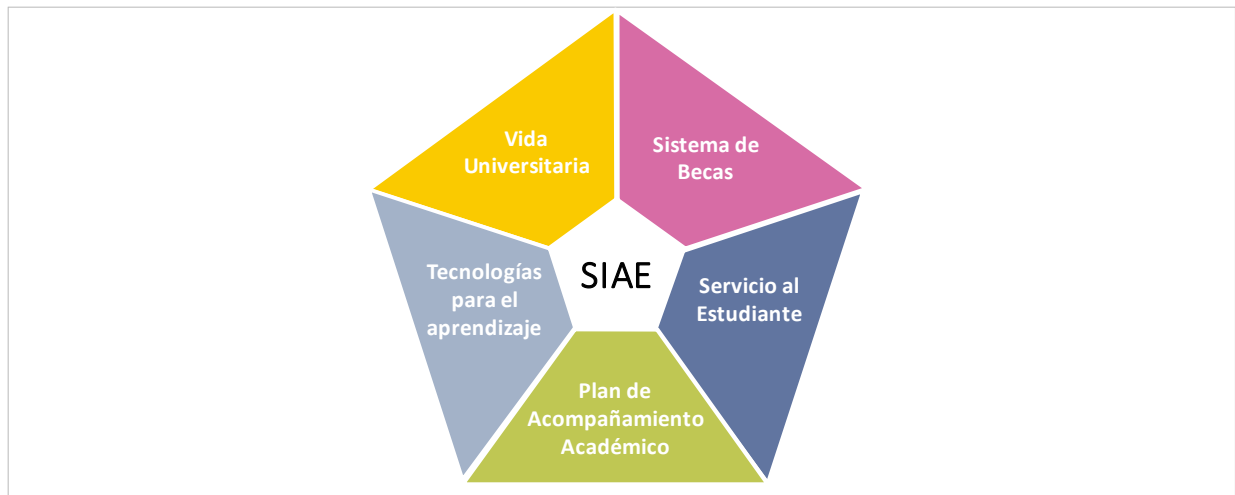 Vida
Universitaria
Sistema de
Becas
Tecnologías
para el
aprendizaje
SIAE
Servicio al
Estudiante
Plan de
Acompañamiento
Académico